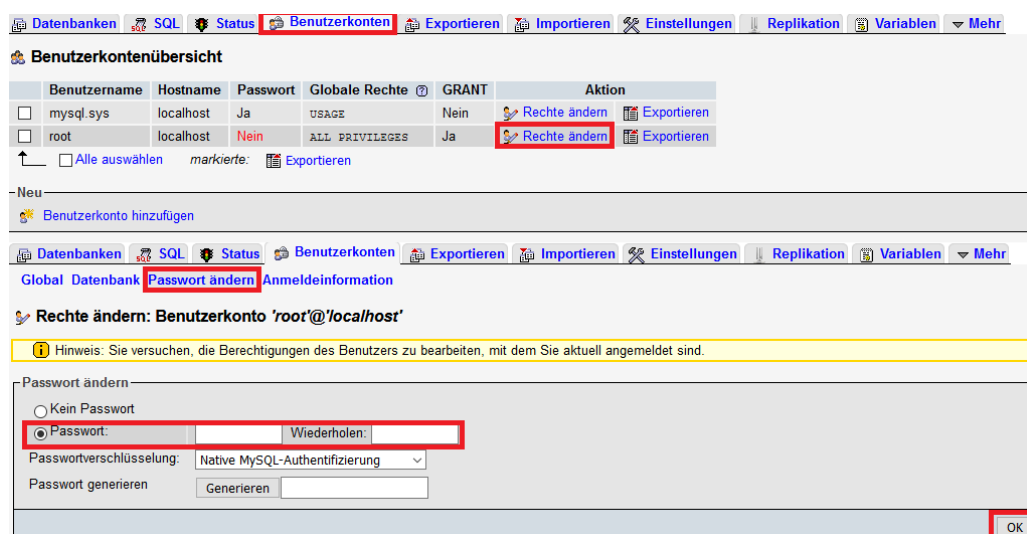 Datenbanken SQL Status Benutzerkonten Exportieren Importieren Einstellungen Replikation Variablen Mehr
Benutzerkontenübersicht
Benutzername Hostname Passwort Globale Rechte GRANT Aktion
mysql.sys localhost Ja USAGE Nein Rechte ändern Exportieren
root localhost Nein ALL PRIVILEGES Ja Rechte ändern Exportieren
Alle auswählen markierte: Exportieren
Neu
Benutzerkonto hinzufügen
Datenbanken SQL Status Benutzerkonten Exportieren Importieren Einstellungen Replikation Variablen Mehr
Global Datenbank Passwort ändern Anmeldeinformation
Rechte ändern: Benutzerkonto 'root'@'localhost'
Hinweis: Sie versuchen, die Berechtigungen des Benutzers zu bearbeiten, mit dem Sie aktuell angemeldet sind.
Passwort ändern
Kein Passwort
Passwort: Wiederholen:
Passwortverschlüsselung: Native MySQL-Authentifizierung
Passwort generieren Generieren
OK